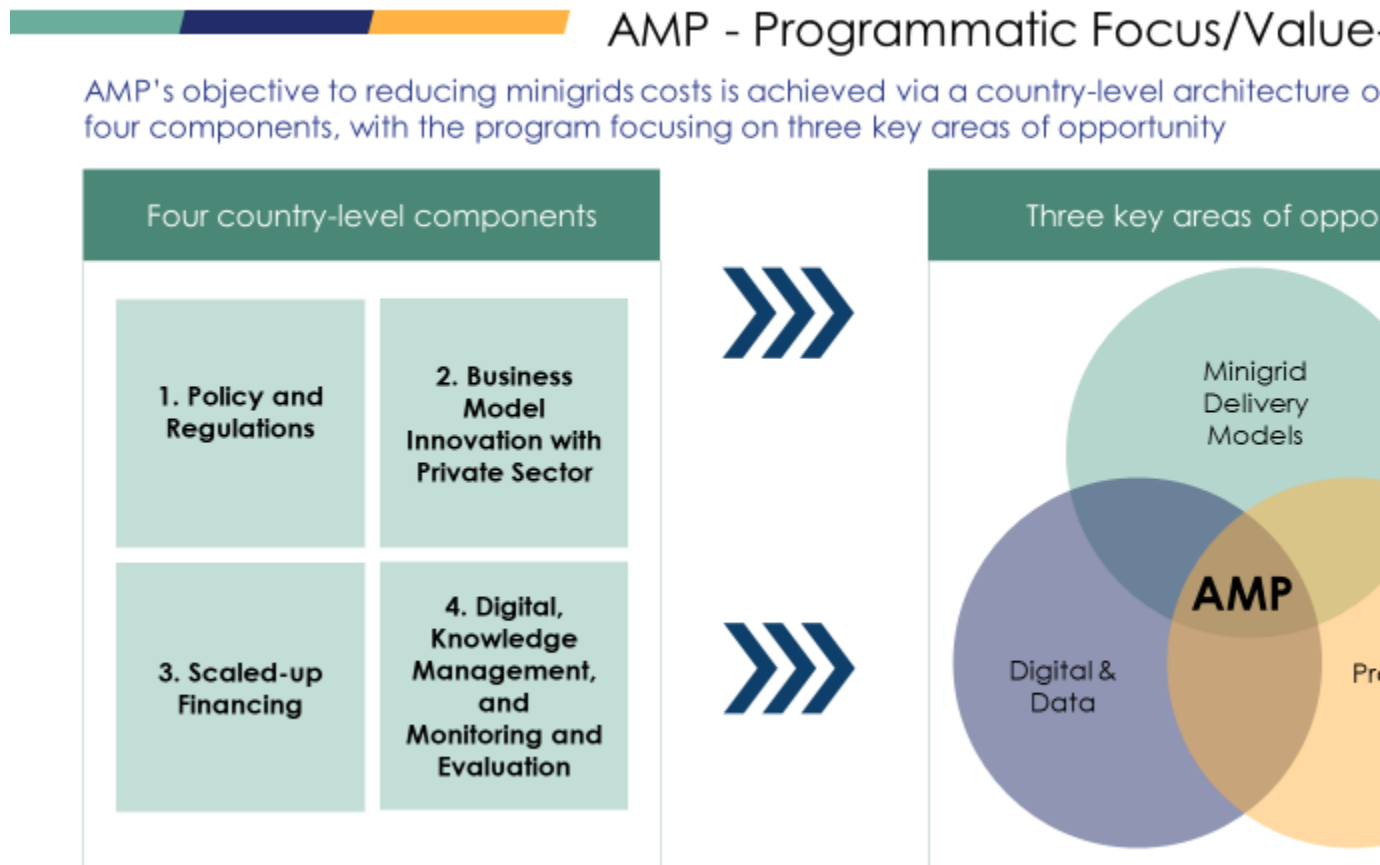 AMP - Programmatic Focus/Value-
AMP's objective to reducing minigrids costs is achieved via a country-level architecture o
four components, with the program focusing on three key areas of opportunity
Four country-level components
1. Policy and
Regulations
2. Business
Model
Innovation with
Private Sector
3. Scaled-up
Financing
4. Digital,
Knowledge
Management,
and
Monitoring and
Evaluation
Three key areas of oppo
Minigrid
Delivery
Models
AMP
Digital &
Data
Pr